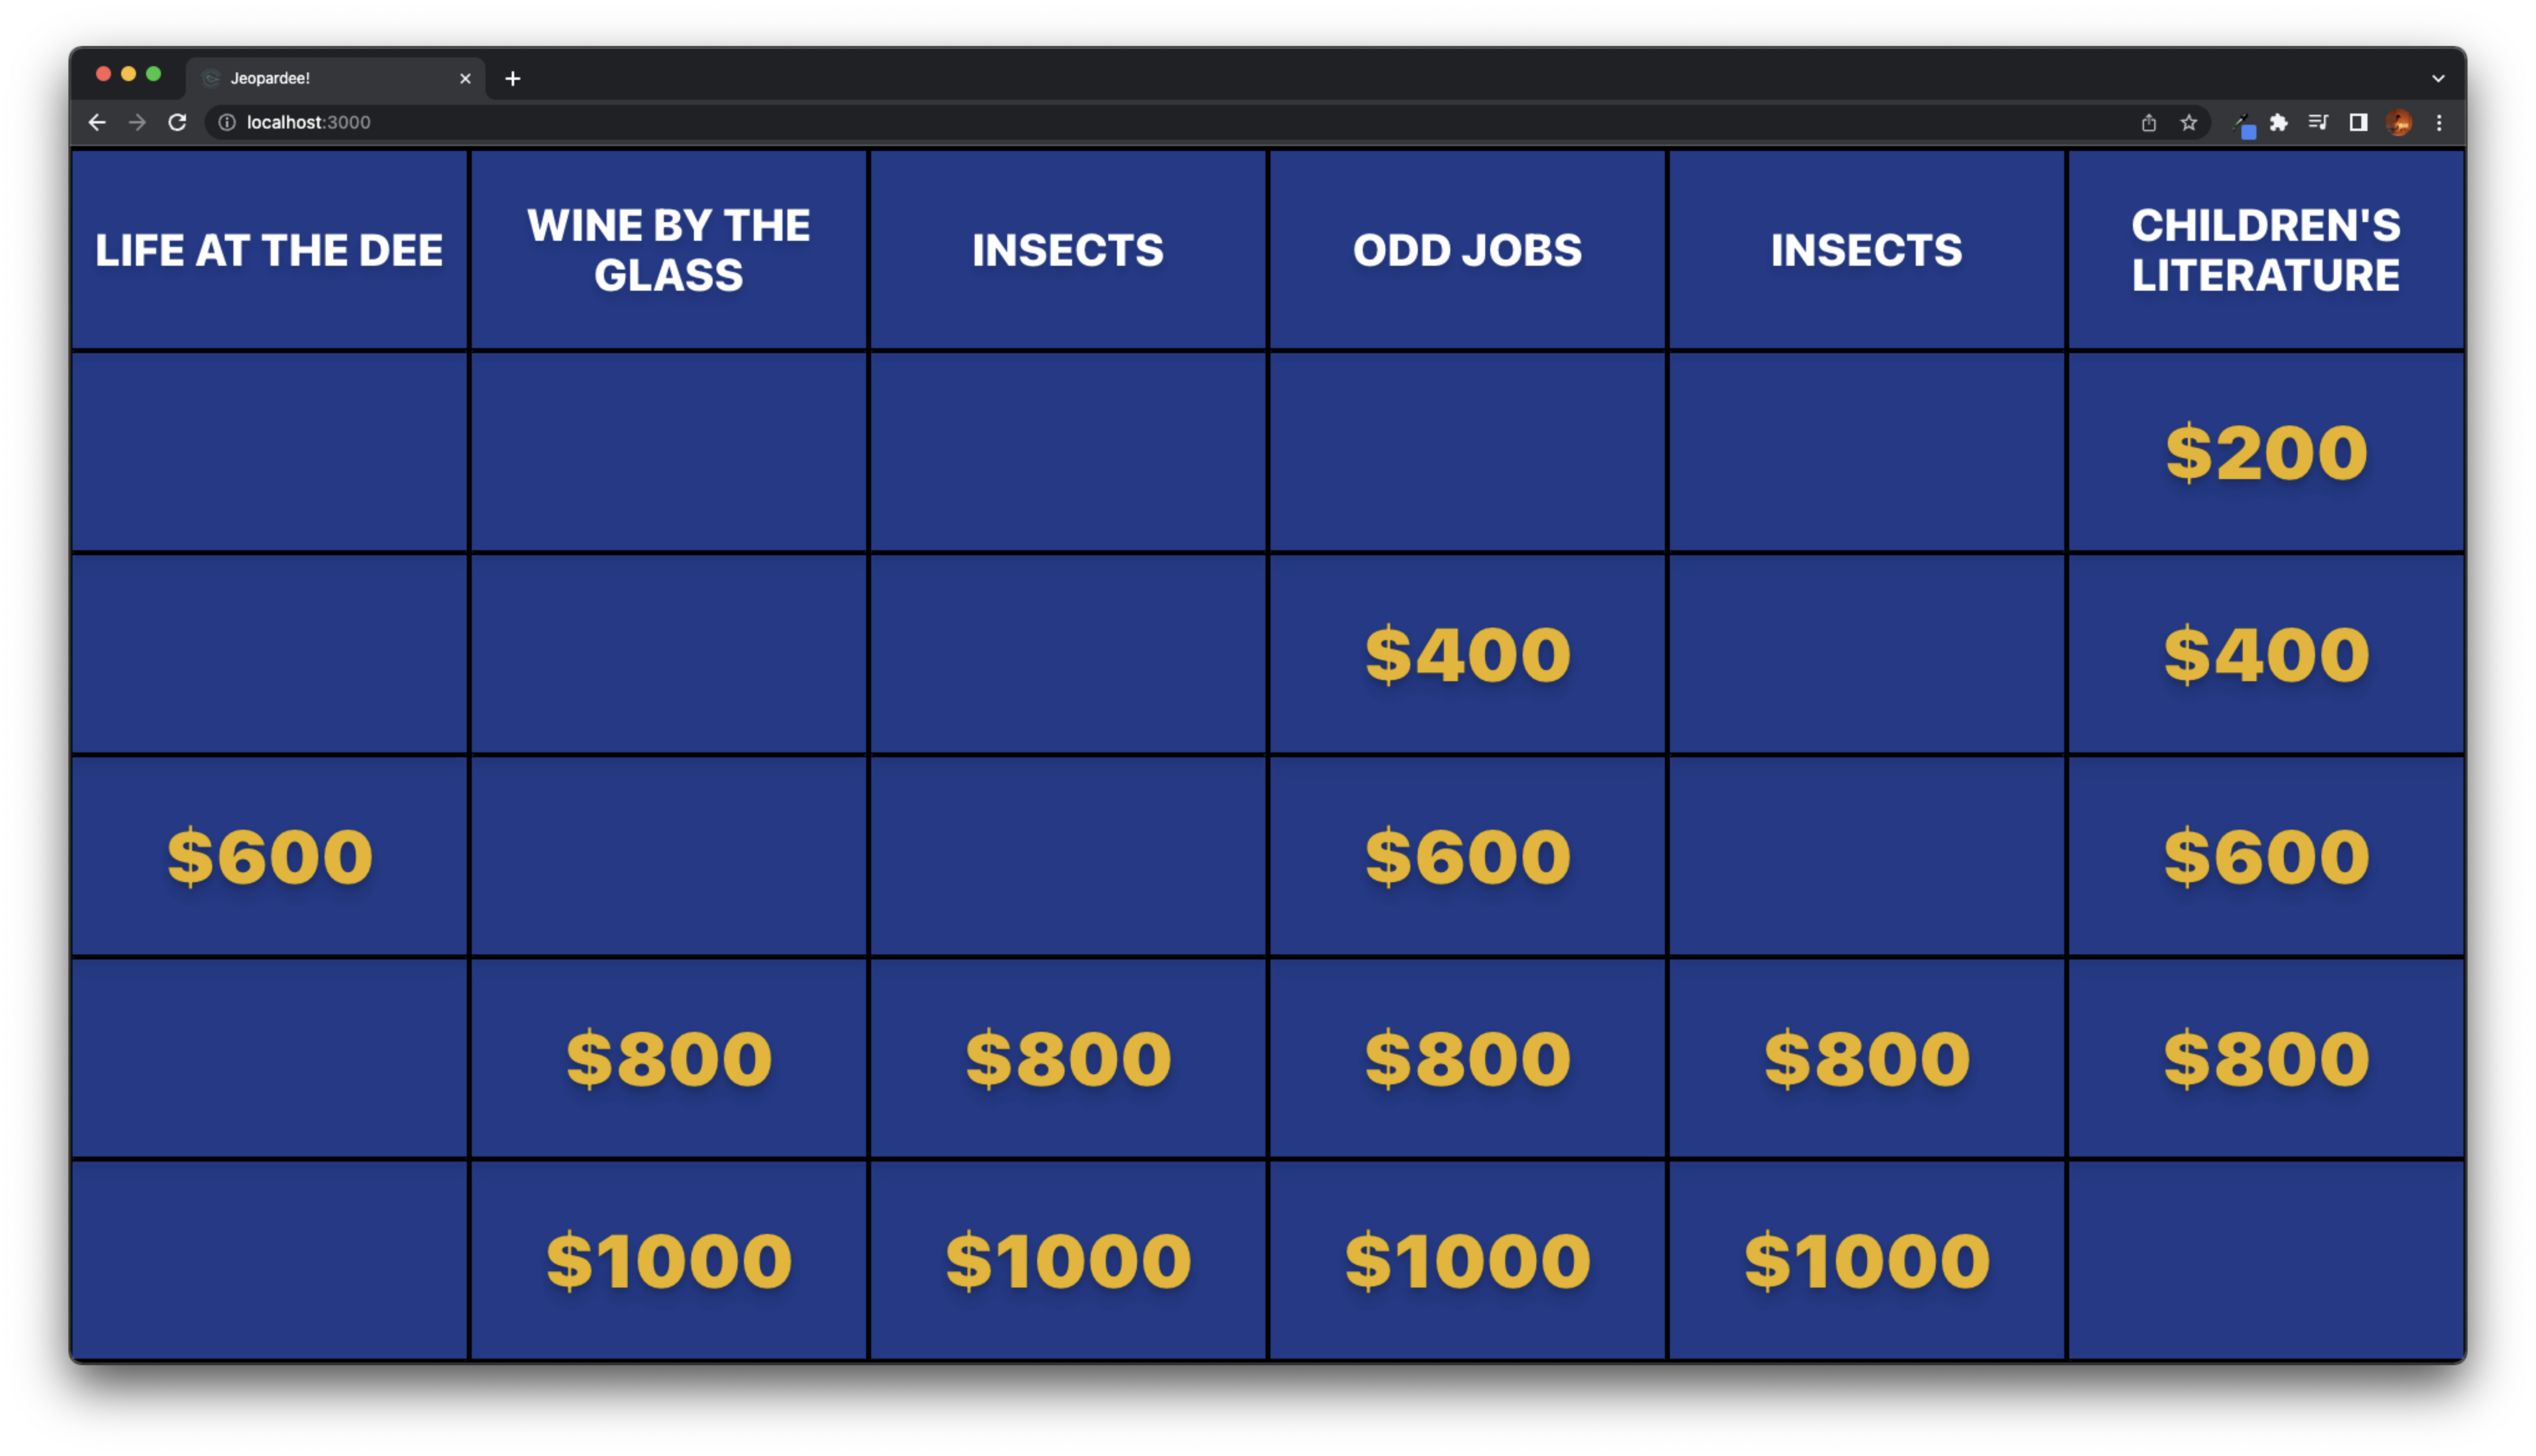 Jeopardee!
localhost:3000
LIFE AT THE DEE
WINE BY THE
GLASS
INSECTS
ODD JOBS
INSECTS
CHILDREN'S
LITERATURE
$200
$400
$400
$600
$600
$600
$800
$800
$800
$800
$800
$1000
$1000
$1000
$1000